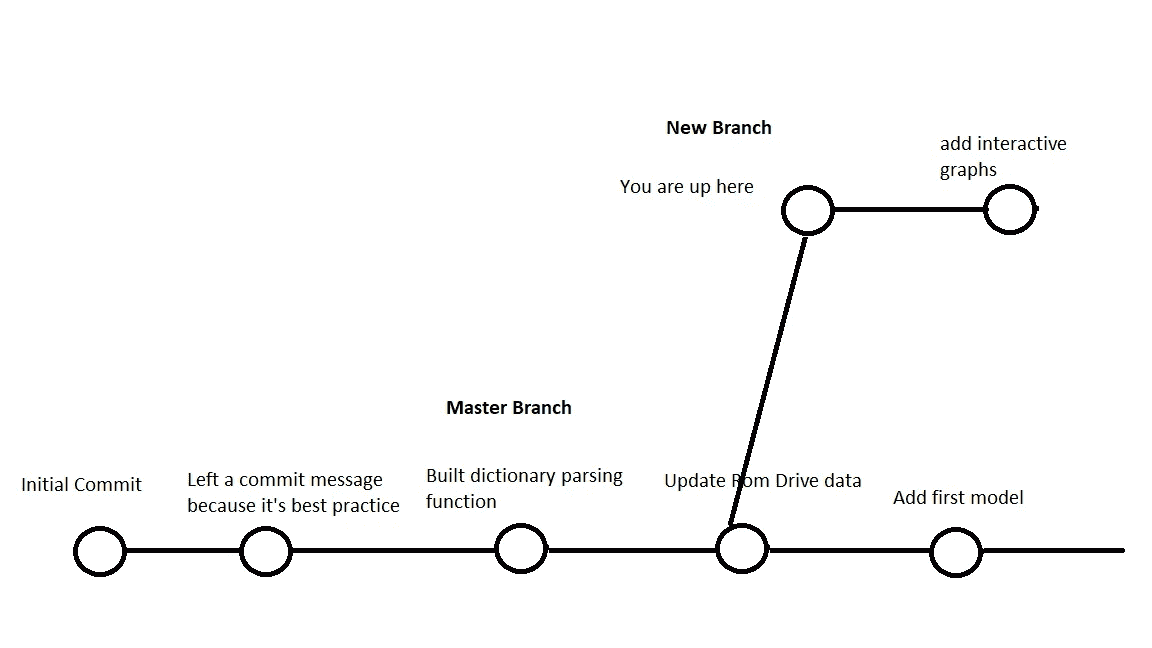 New Branch
add interactive
graphs
You are up here
Master Branch
Initial Commit
Left a commit message
because it's best practice
Built dictionary parsing
function
Update Rom Drive data
Add first model